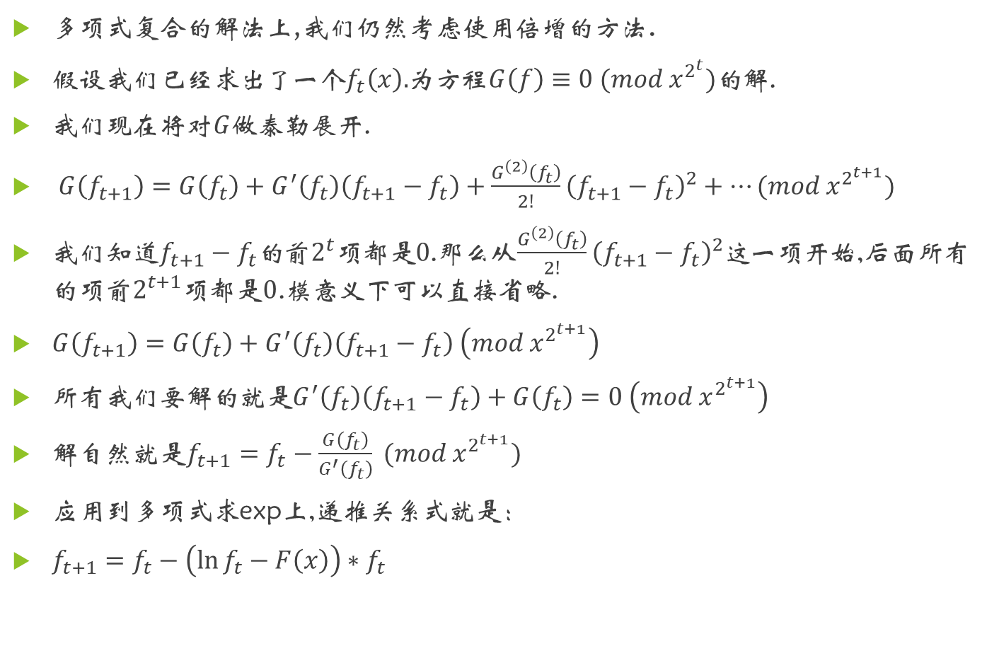 多项式复合的解法上,我们仍然考虑使用倍增的方法.
假设我们已经求出了一个$f_t(x)$.为方程$G(f) \equiv 0\ (mod\ x^{2^t})$的解.
我们现在将对$G$做泰勒展开.
$G(f_{t+1}) = G(f_t) + G'(f_t)(f_{t+1} - f_t) + \frac{G^{(2)}(f_t)}{2!}(f_{t+1} - f_t)^2 + \cdots (mod\ x^{2^{t+1}})$
我们知道$f_{t+1} - f_t$的前$2^t$项都是0.那么从$\frac{G^{(2)}(f_t)}{2!}(f_{t+1} - f_t)^2$这一项开始,后面所有
的项前$2^{t+1}$项都是0.模意义下可以直接省略.
$G(f_{t+1}) = G(f_t) + G'(f_t)(f_{t+1} - f_t) (mod\ x^{2^{t+1}})$
所有我们要解的就是$G'(f_t)(f_{t+1} - f_t) + G(f_t) = 0 (mod\ x^{2^{t+1}})$
解自然就是$f_{t+1} = f_t - \frac{G(f_t)}{G'(f_t)}\ (mod\ x^{2^{t+1}})$
应用到多项式求exp上,递推关系式就是:
$f_{t+1} = f_t - (\ln f_t - F(x)) * f_t$